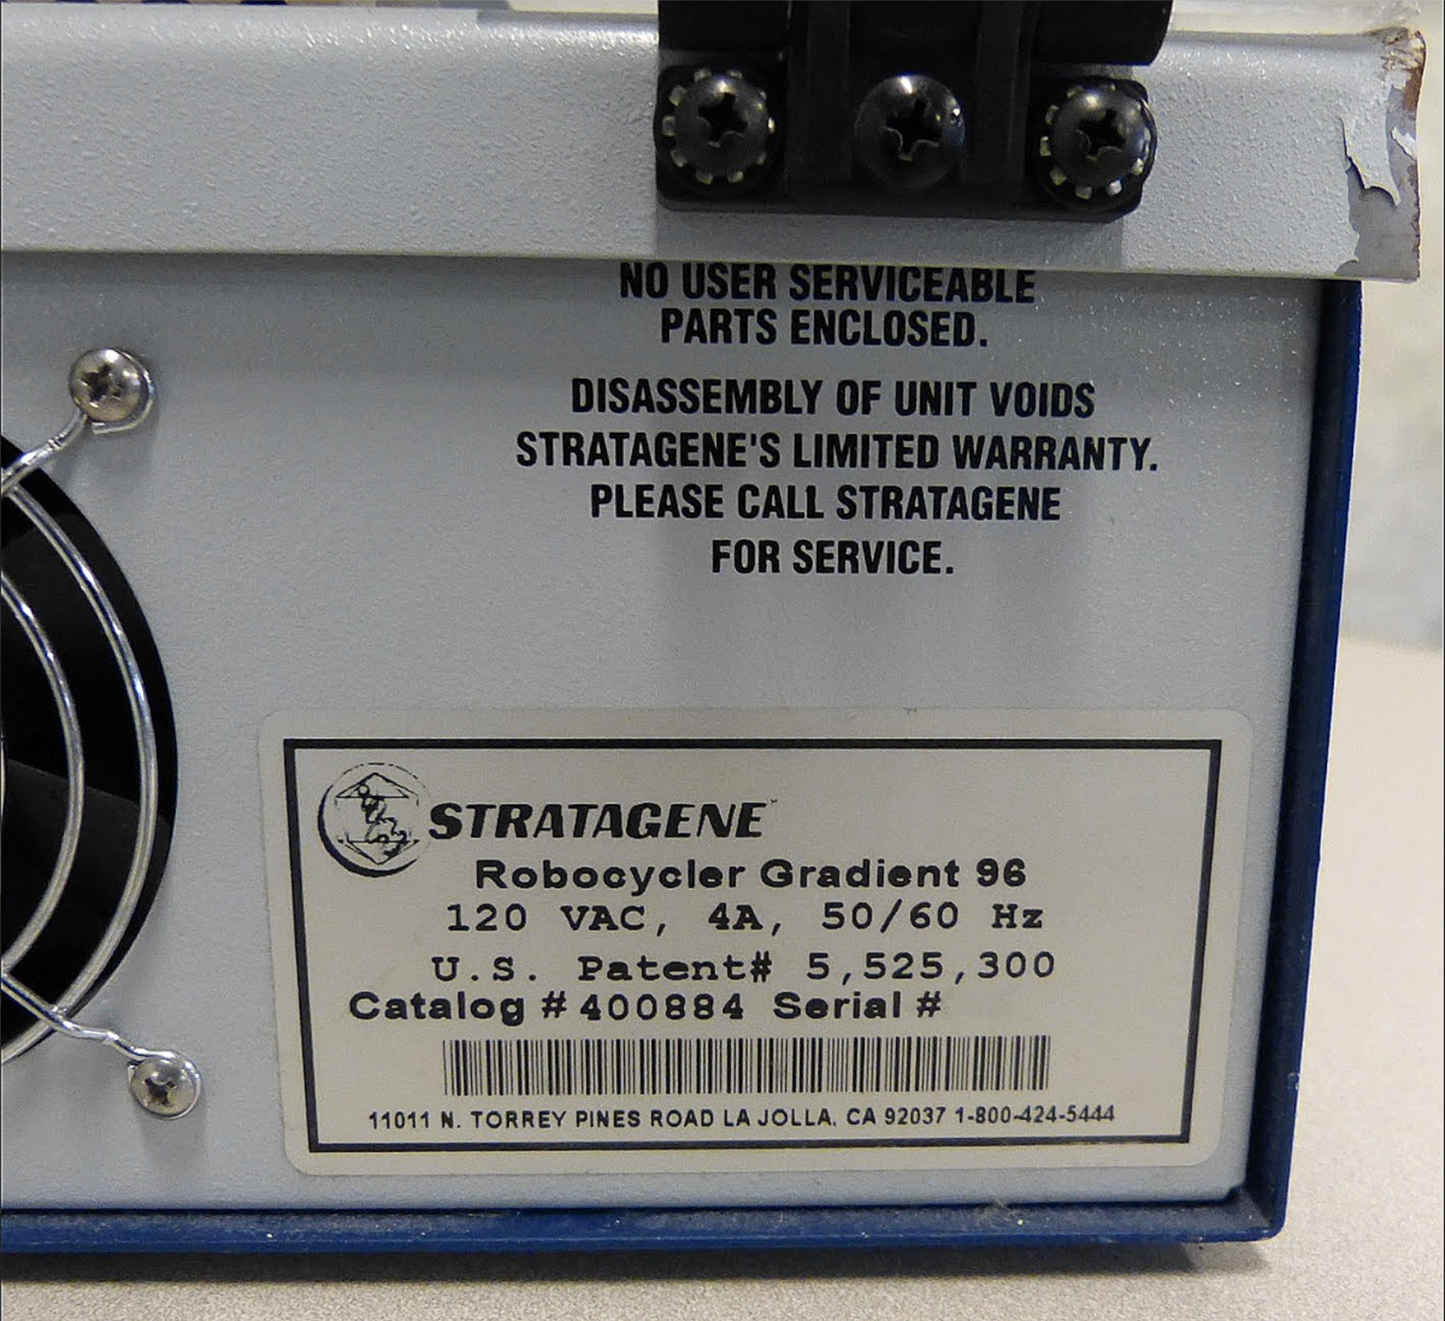 NO USER SERVICEABLE
PARTS ENCLOSED.
DISASSEMBLY OF UNIT VOIDS
STRATAGENE'S LIMITED WARRANTY.
PLEASE CALL STRATAGENE
FOR SERVICE.
STRATAGENE
Robocycler Gradient 96
120 VAC, 4A, 50/60 Hz
U.S. Patent# 5,525,300
Catalog # 400884 Serial #
11011 N. TORREY PINES ROAD LA JOLLA, CA 92037 1-800-424-5444